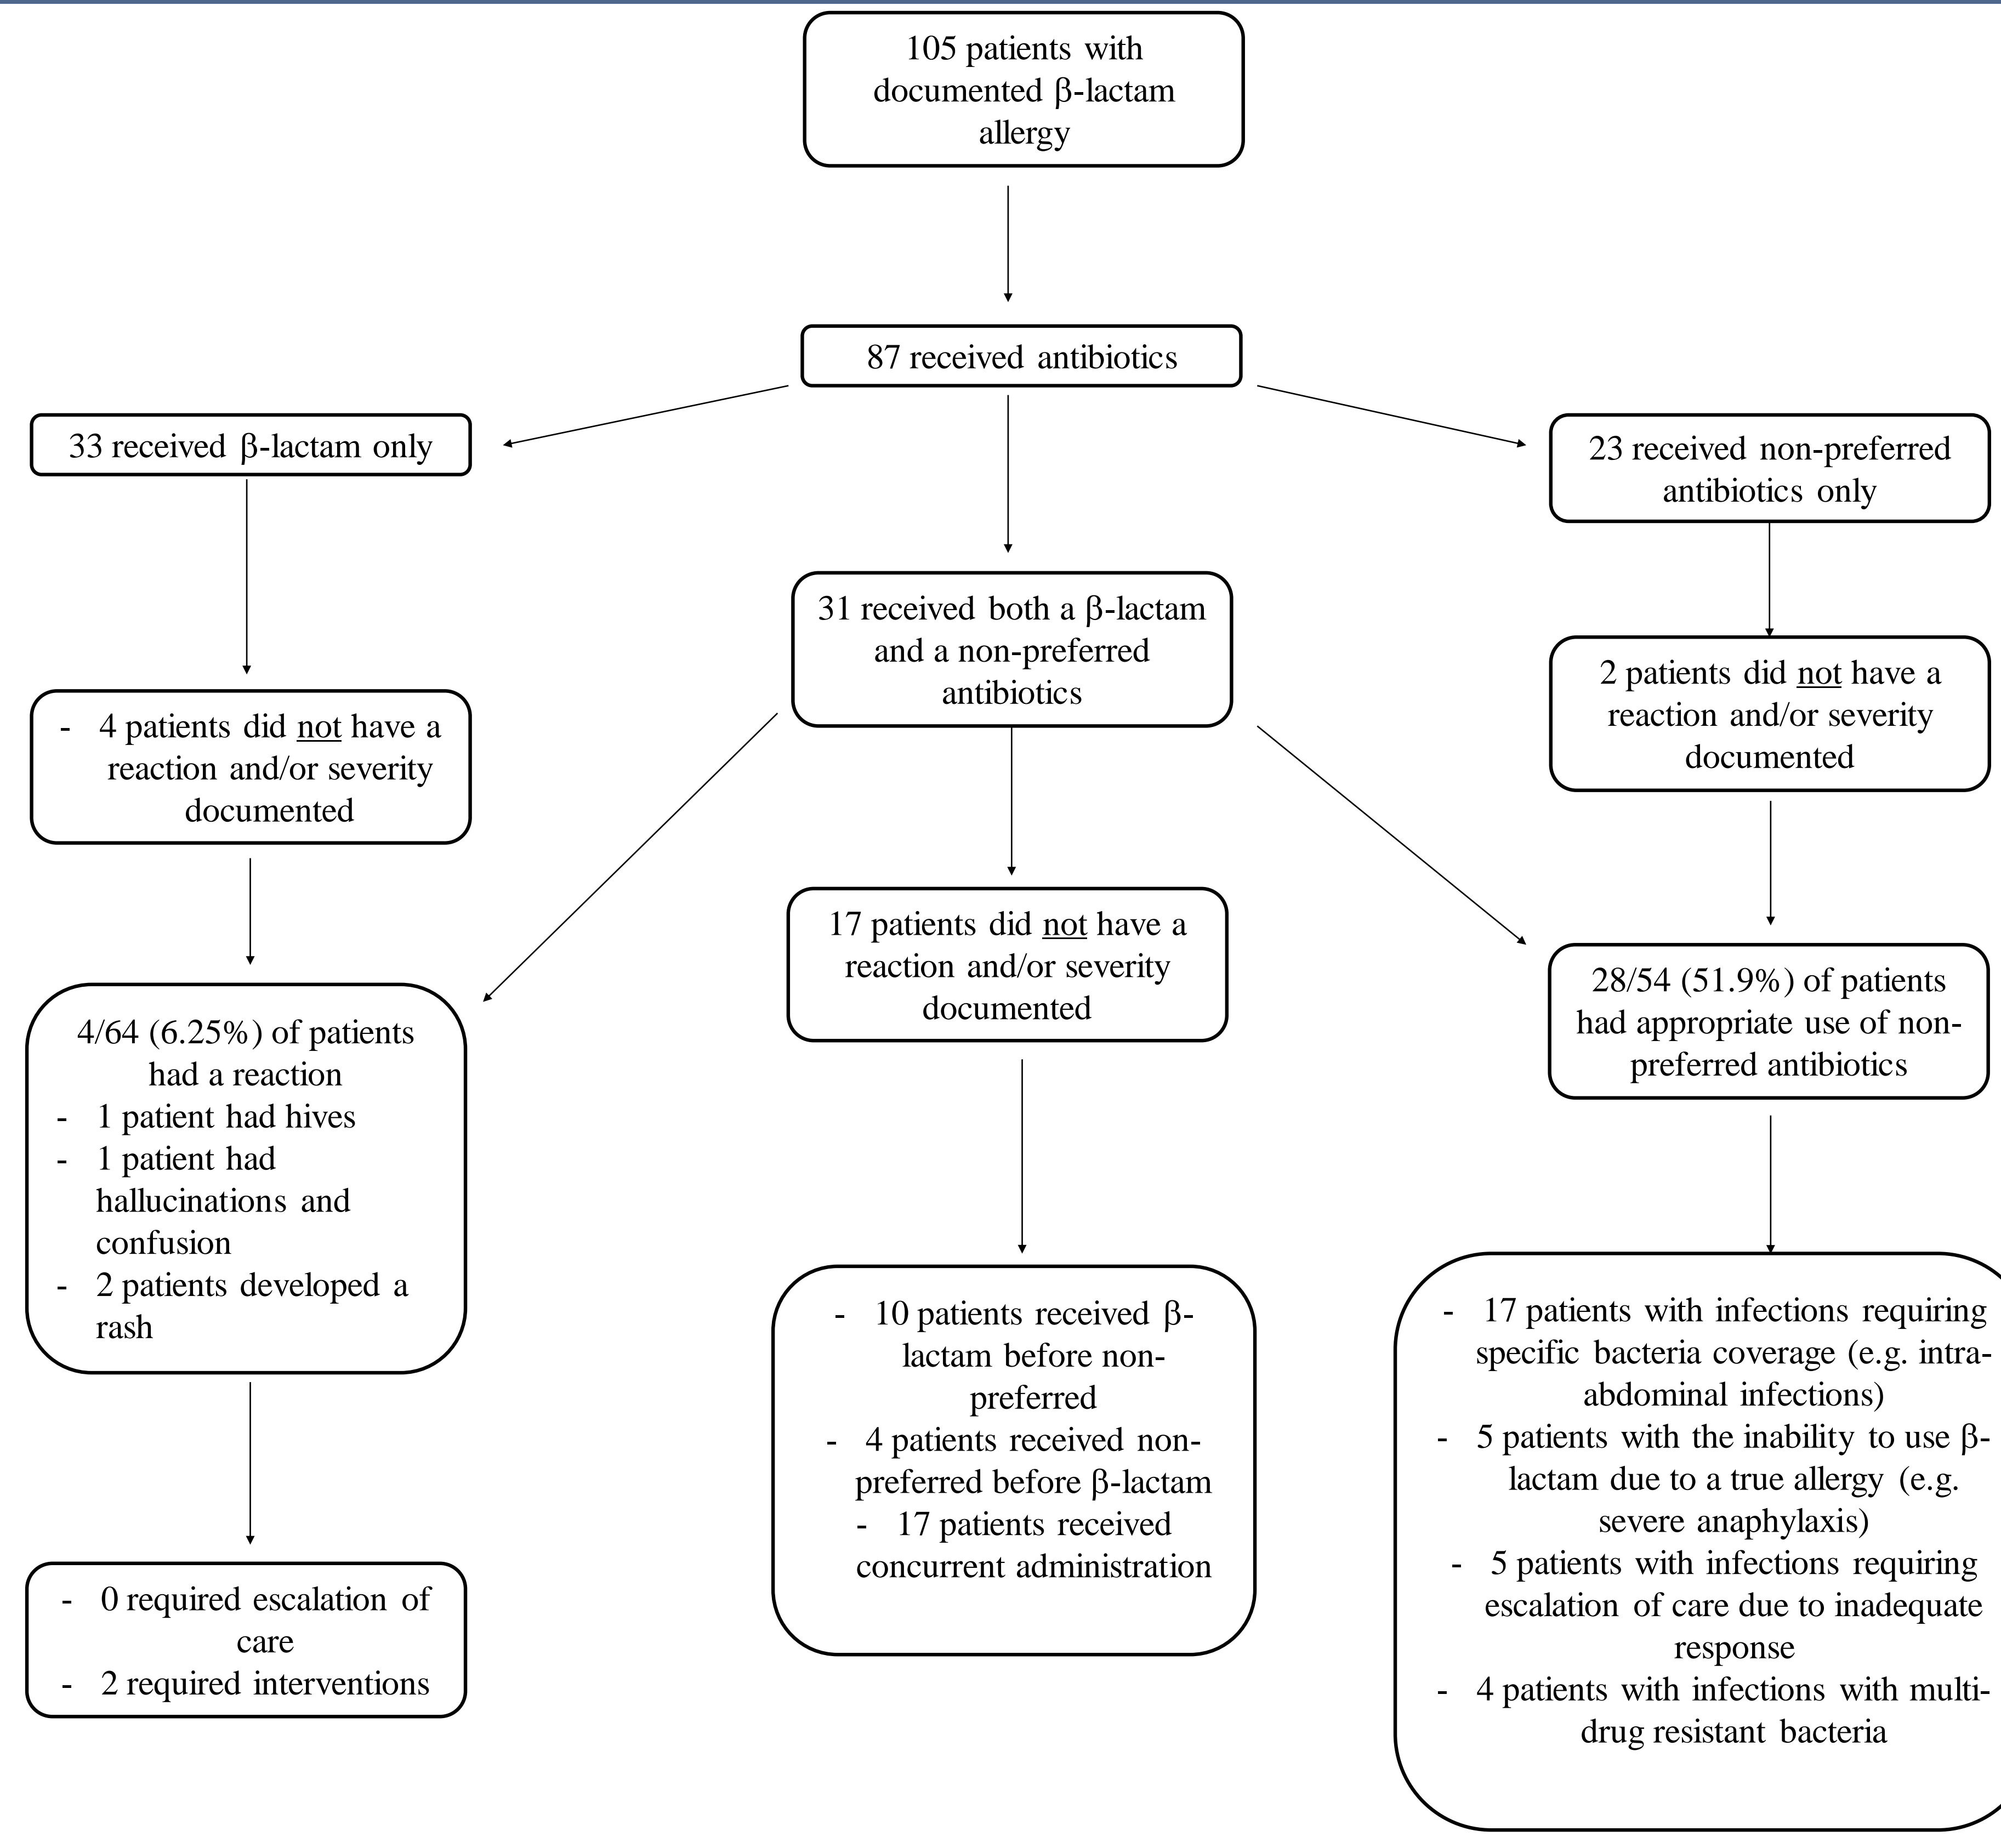 105 patients with
documented β-lactam
allergy
87 received antibiotics
33 received β-lactam only
23 received non-preferred
antibiotics only
31 received both a β-lactam
and a non-preferred
antibiotics
2 patients did not have a
reaction and/or severity
documented
- 4 patients did not have a
reaction and/or severity
documented
17 patients did not have a
reaction and/or severity
documented
28/54 (51.9%) of patients
had appropriate use of non-
preferred antibiotics
4/64 (6.25%) of patients
had a reaction
- 1 patient had hives
- 1 patient had
hallucinations and
confusion
- 2 patients developed a
rash
- 10 patients received β-
lactam before non-
preferred
- 4 patients received non-
preferred before β-lactam
- 17 patients received
concurrent administration
- 17 patients with infections requiring
specific bacteria coverage (e.g. intra-
abdominal infections)
- 5 patients with the inability to use β-
lactam due to a true allergy (e.g.
severe anaphylaxis)
- 5 patients with infections requiring
escalation of care due to inadequate
response
- 4 patients with infections with multi-
drug resistant bacteria
- 0 required escalation of
care
- 2 required interventions